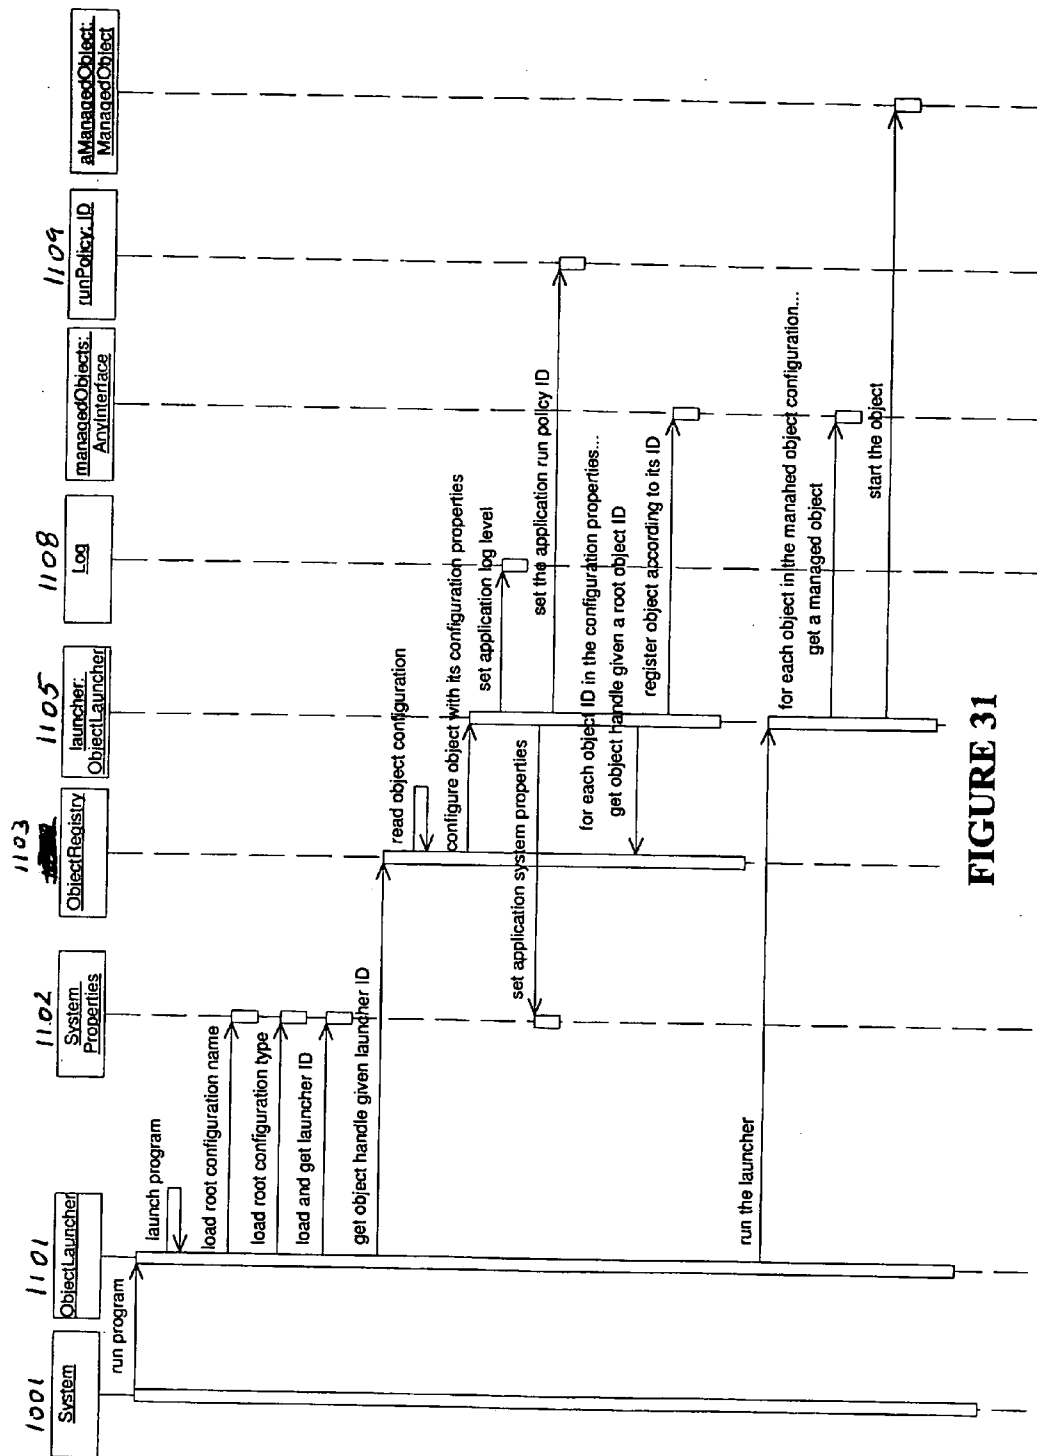 1001
System
1101
ObjectLauncher
1102
System
Properties
1103
ObjectRegistry
1105
launcher:
ObjectLauncher
1108
Log
managedObjects:
AnyInterface
1109
runPolicy: ID
aManagedObject:
ManagedObject
run program
launch program
load root configuration name
load root configuration type
load and get launcher ID
get object handle given launcher ID
read object configuration
configure object with its configuration properties
set application log level
set application system properties
set the application run policy ID
for each object ID in the configuration properties...
get object handle given a root object ID
register object according to its ID
run the launcher
for each object in the manahed object configuration...
get a managed object
start the object
FIGURE 31